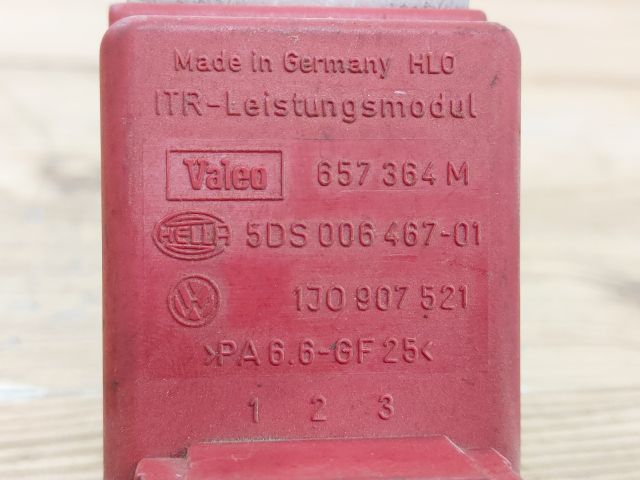 Made in Germany HLO
ITR-Leistungsmodul
Valeo 657 364 M
HELLA 5DS 006 467-01
VW 1J0 907 521
>PA 6.6-GF 25<
1 2 3